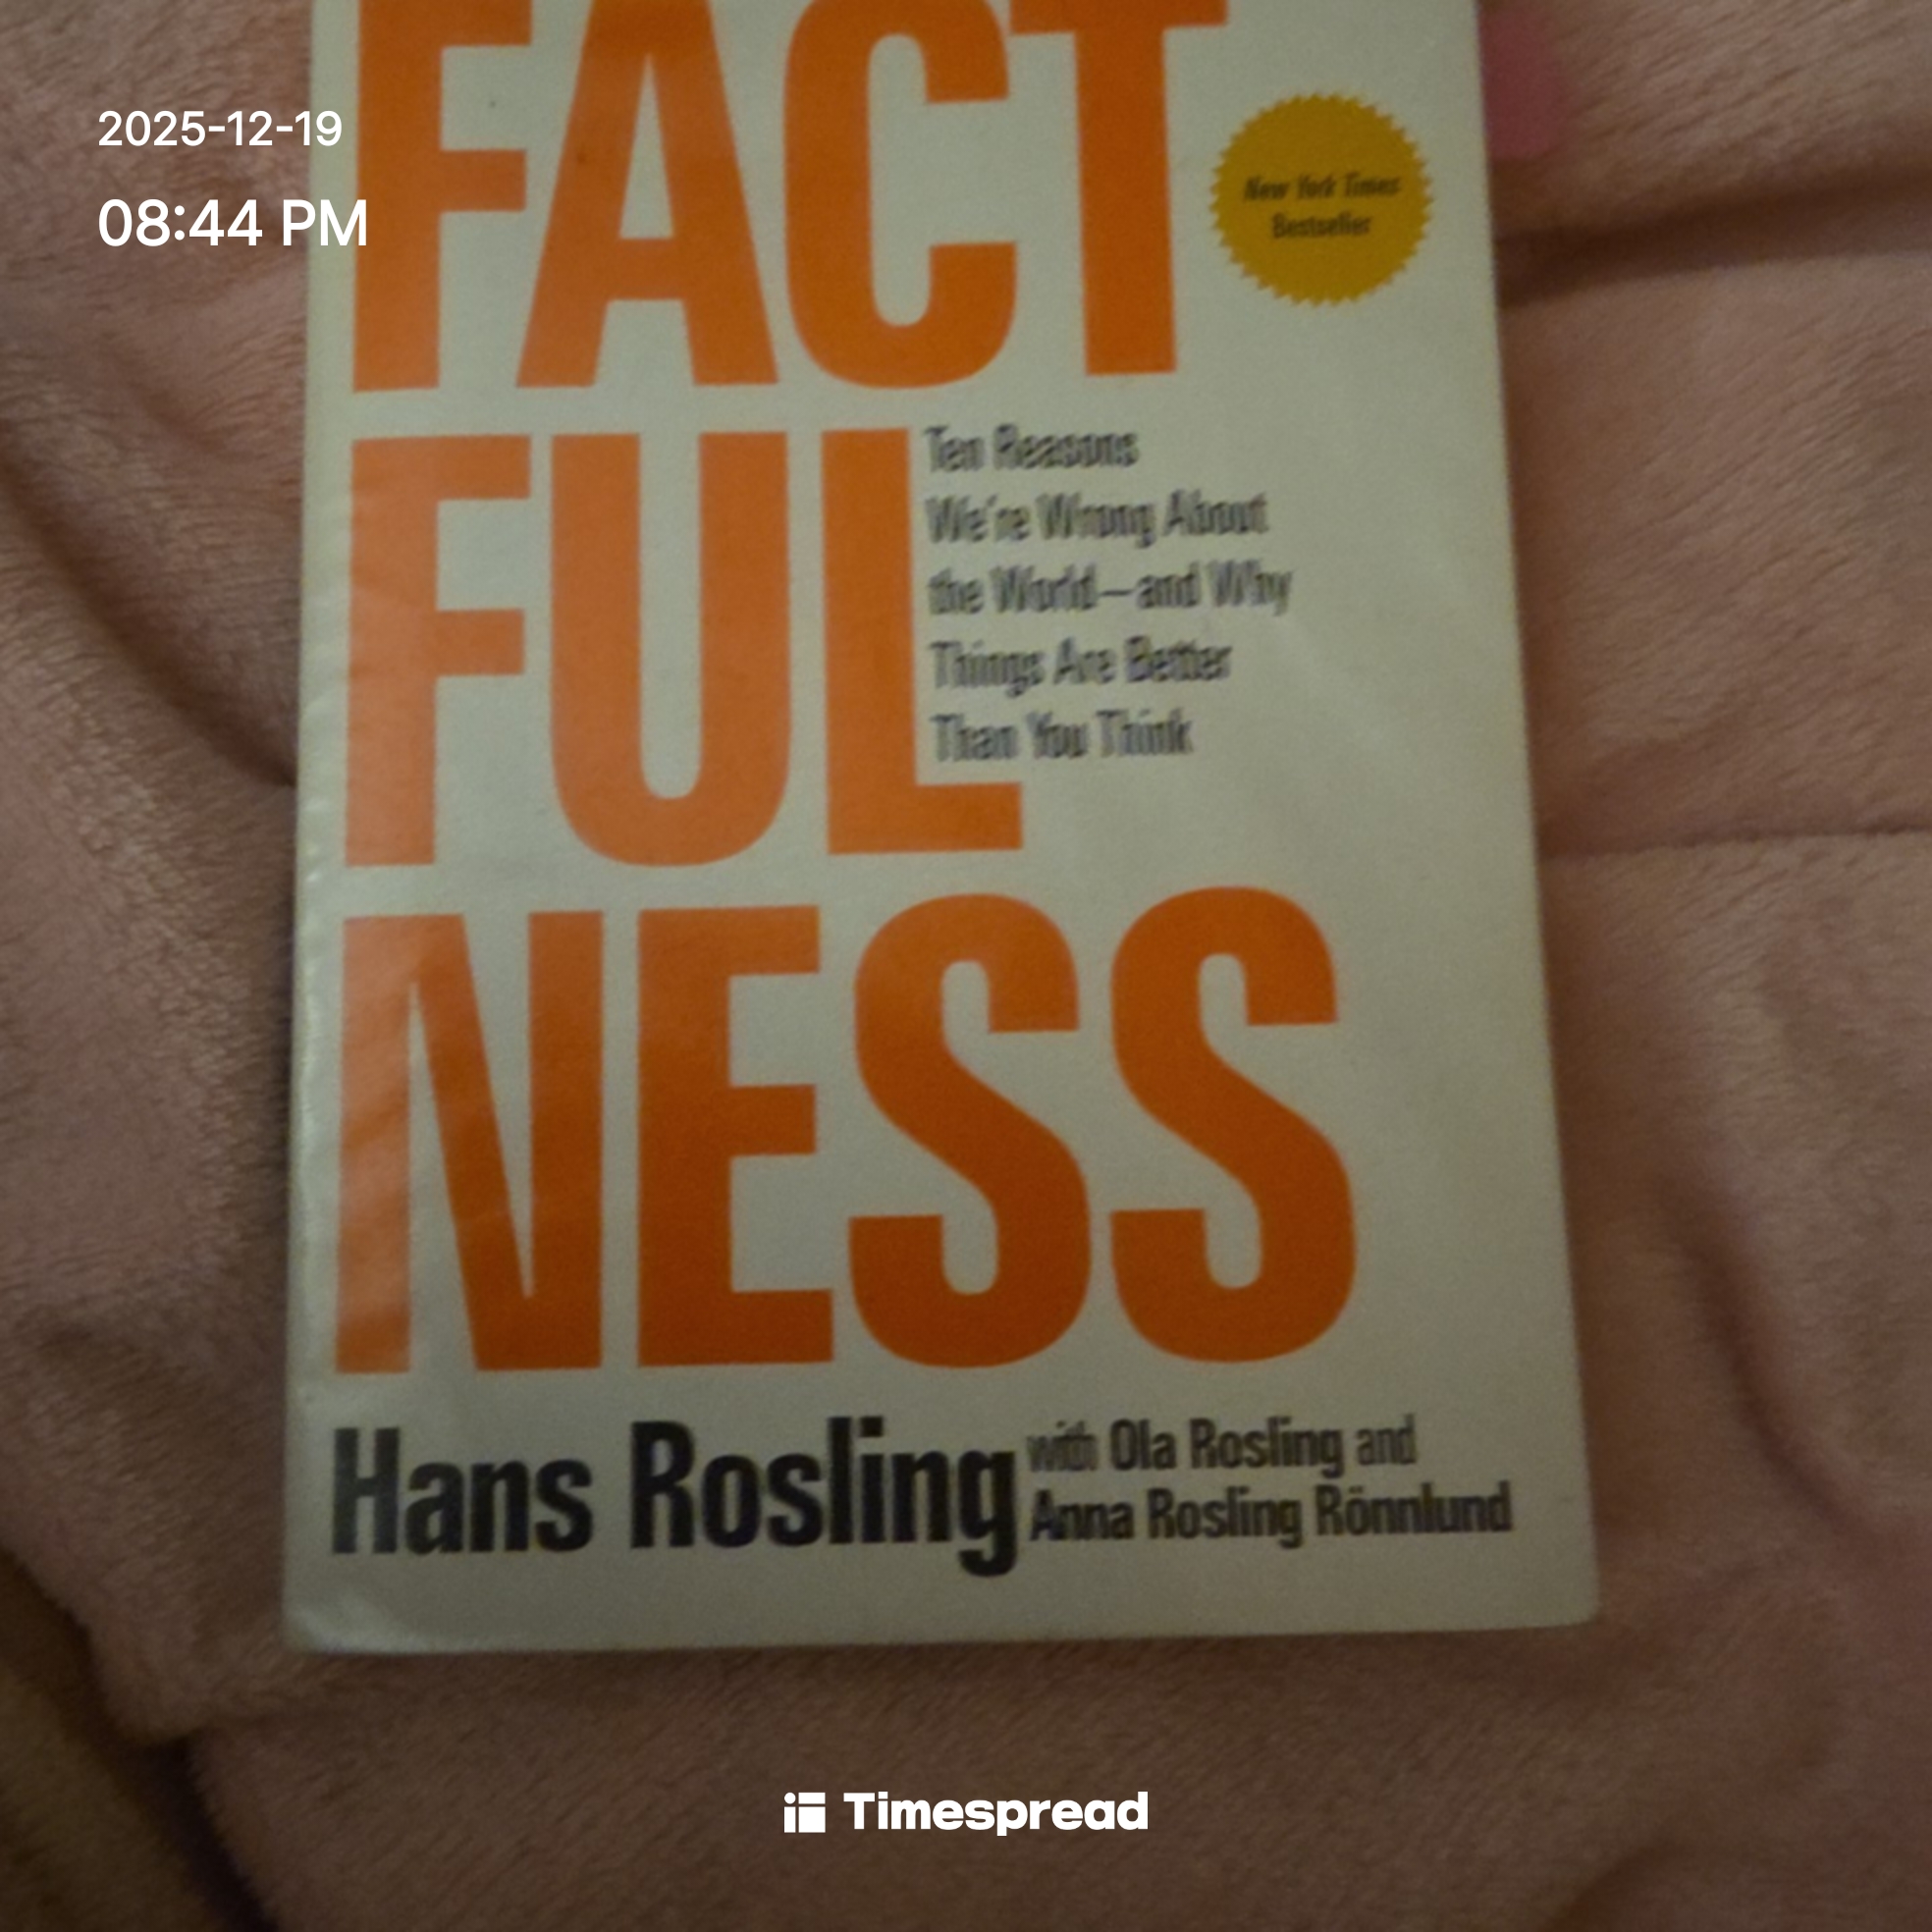 2025-12-19
08:44 PM
FACT
New York Times
Bestseller
FUL
Ten Reasons
We're Wrong About
the World—and Why
Things Are Better
Than You Think
NESS
Hans Rosling
with Ola Rosling and
Anna Rosling Rönnlund
Timespread